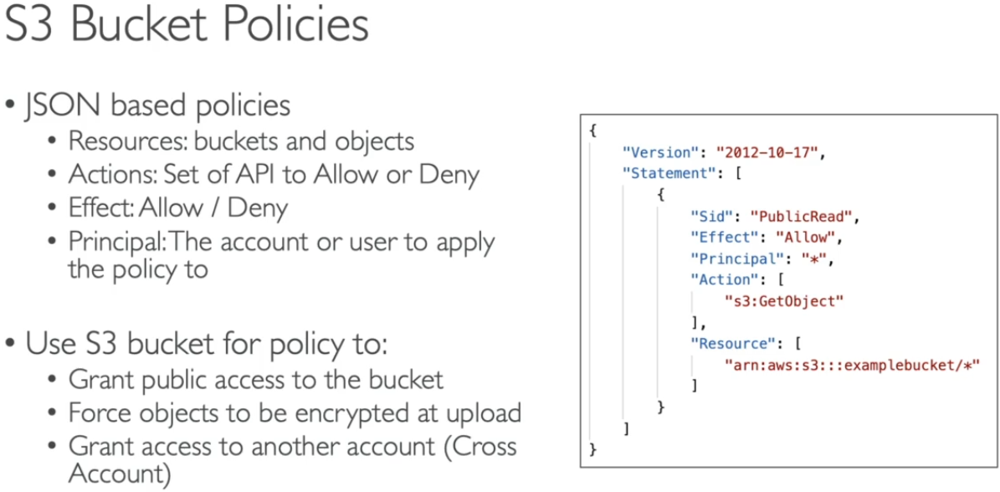 S3 Bucket Policies
• JSON based policies
• Resources: buckets and objects
• Actions: Set of API to Allow or Deny
• Effect: Allow / Deny
• Principal: The account or user to apply
the policy to
• Use S3 bucket for policy to:
• Grant public access to the bucket
• Force objects to be encrypted at upload
• Grant access to another account (Cross
Account)
{
"Version": "2012-10-17",
"Statement": [
{
"Sid": "PublicRead",
"Effect": "Allow",
"Principal": "*",
"Action": [
"s3:GetObject"
],
"Resource": [
"arn:aws:s3:::examplebucket/*"
]
}
]
}